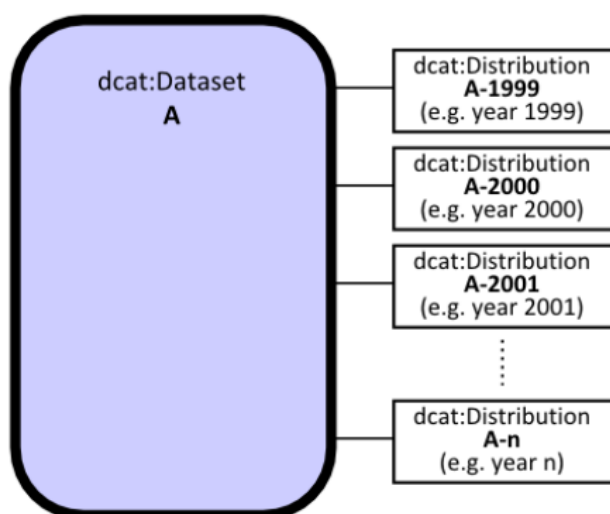 dcat:Dataset
A
dcat:Distribution
A-1999
(e.g. year 1999)
dcat:Distribution
A-2000
(e.g. year 2000)
dcat:Distribution
A-2001
(e.g. year 2001)
dcat:Distribution
A-n
(e.g. year n)